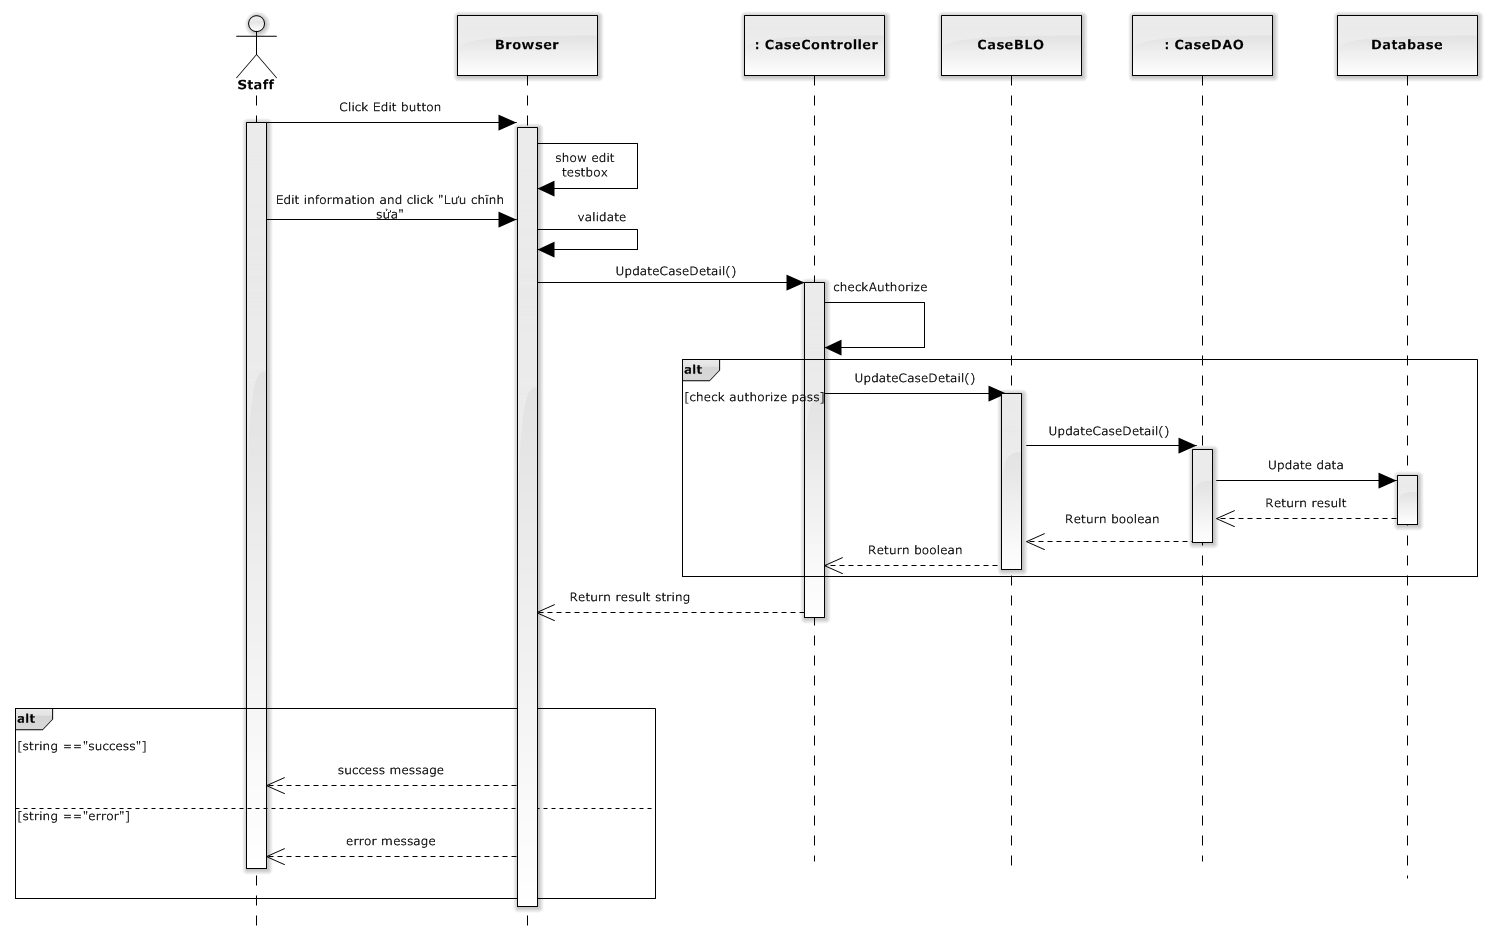 Staff
Browser
: CaseController
CaseBLO
: CaseDAO
Database
Click Edit button
show edit
testbox
Edit information and click "Lưu chĩnh
sửa"
validate
UpdateCaseDetail()
checkAuthorize
alt
[check authorize pass]
UpdateCaseDetail()
UpdateCaseDetail()
Update data
Return result
Return boolean
Return boolean
Return result string
alt
[string =="success"]
success message
[string =="error"]
error message